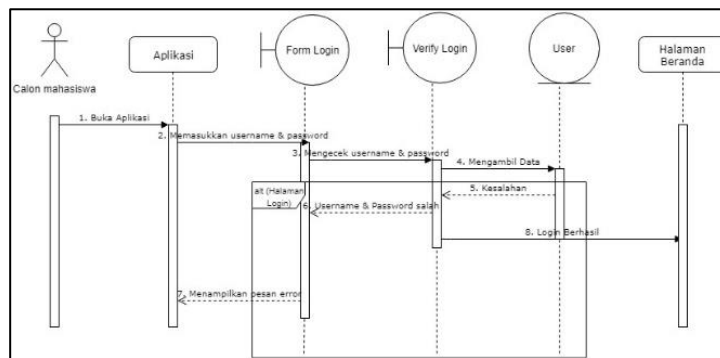 Calon mahasiswa
Aplikasi
Form Login
Verify Login
User
Halaman
Beranda
1. Buka Aplikasi
2. Memasukkan username & password
3. Mengecek username & password
4. Mengambil Data
5. Kesalahan
alt (Halaman
Login)
6. Username & Password salah
8. Login Berhasil
7. Menampilkan pesan error